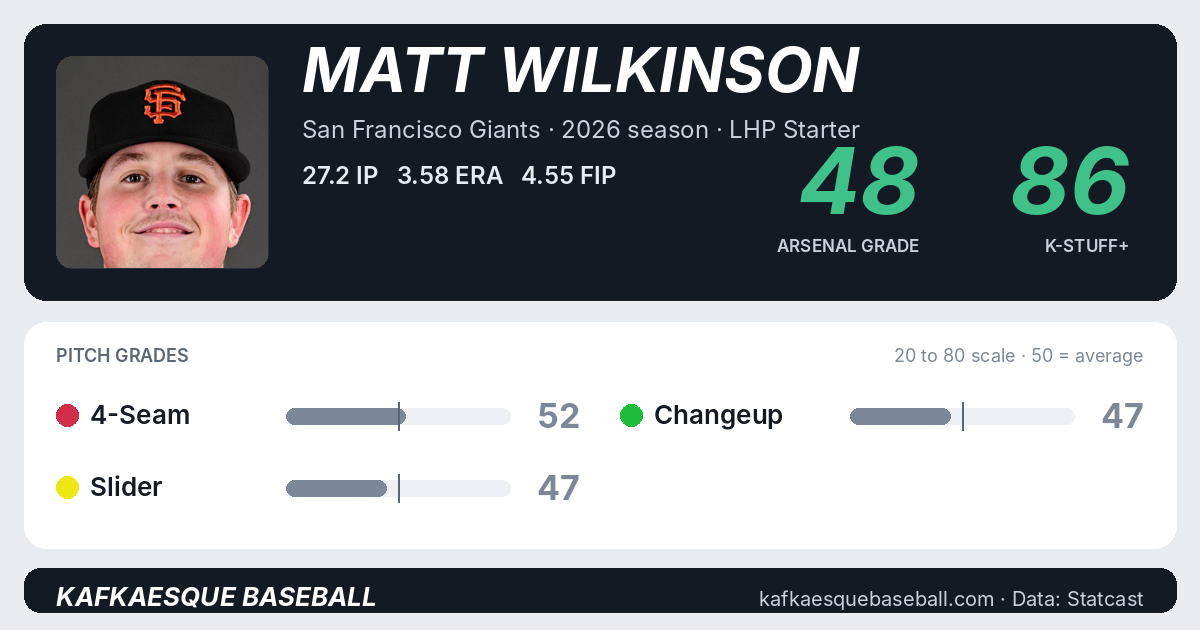 MATT WILKINSON
San Francisco Giants · 2026 season · LHP Starter
27.2 IP 3.58 ERA 4.55 FIP
48 86
ARSENAL GRADE K-STUFF+
PITCH GRADES 20 to 80 scale · 50 = average
4-Seam 52 Changeup 47
Slider 47
KAFKAESQUE BASEBALL kafkaesquebaseball.com · Data: Statcast